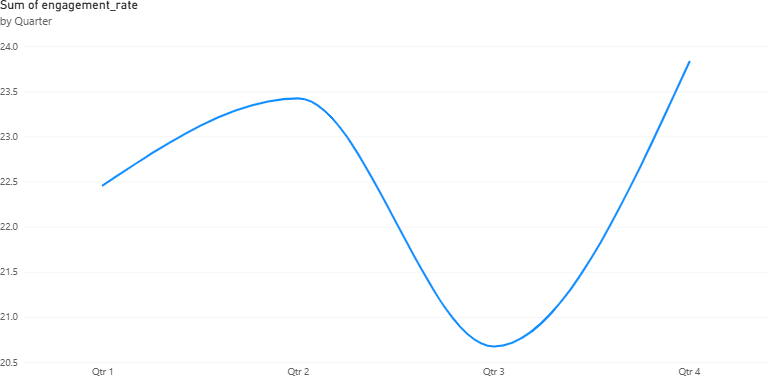 Sum of engagement_rate
by Quarter
24.0
23.5
23.0
22.5
22.0
21.5
21.0
20.5
Qtr 1 Qtr 2 Qtr 3 Qtr 4